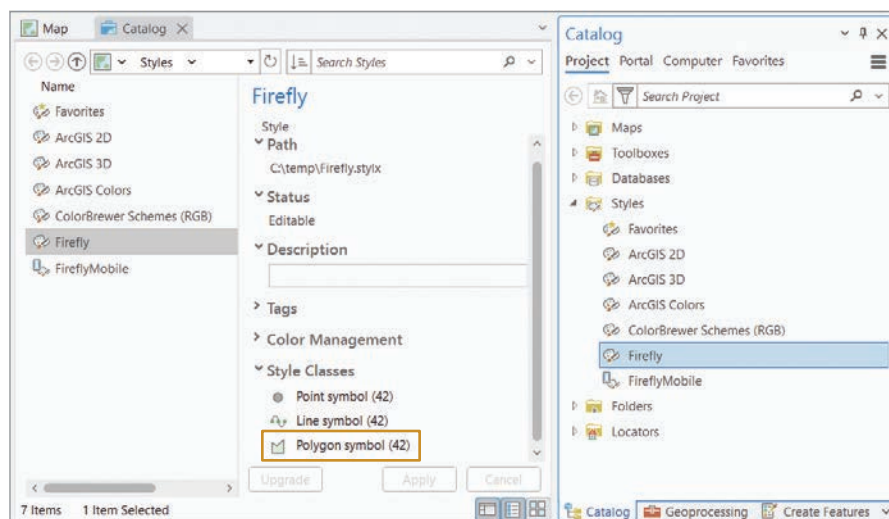 Map
Catalog
Styles
Search Styles
Name
Favorites
ArcGIS 2D
ArcGIS 3D
ArcGIS Colors
ColorBrewer Schemes (RGB)
Firefly
FireflyMobile
7 Items 1 Item Selected
Firefly
Style
Path
C:\temp\Firefly.stylx
Status
Editable
Description
Tags
Color Management
Style Classes
Point symbol (42)
Line symbol (42)
Polygon symbol (42)
Upgrade Apply Cancel
Catalog
Project Portal Computer Favorites
Search Project
Maps
Toolboxes
Databases
Styles
Favorites
ArcGIS 2D
ArcGIS 3D
ArcGIS Colors
ColorBrewer Schemes (RGB)
Firefly
FireflyMobile
Folders
Locators
Catalog Geoprocessing Create Features